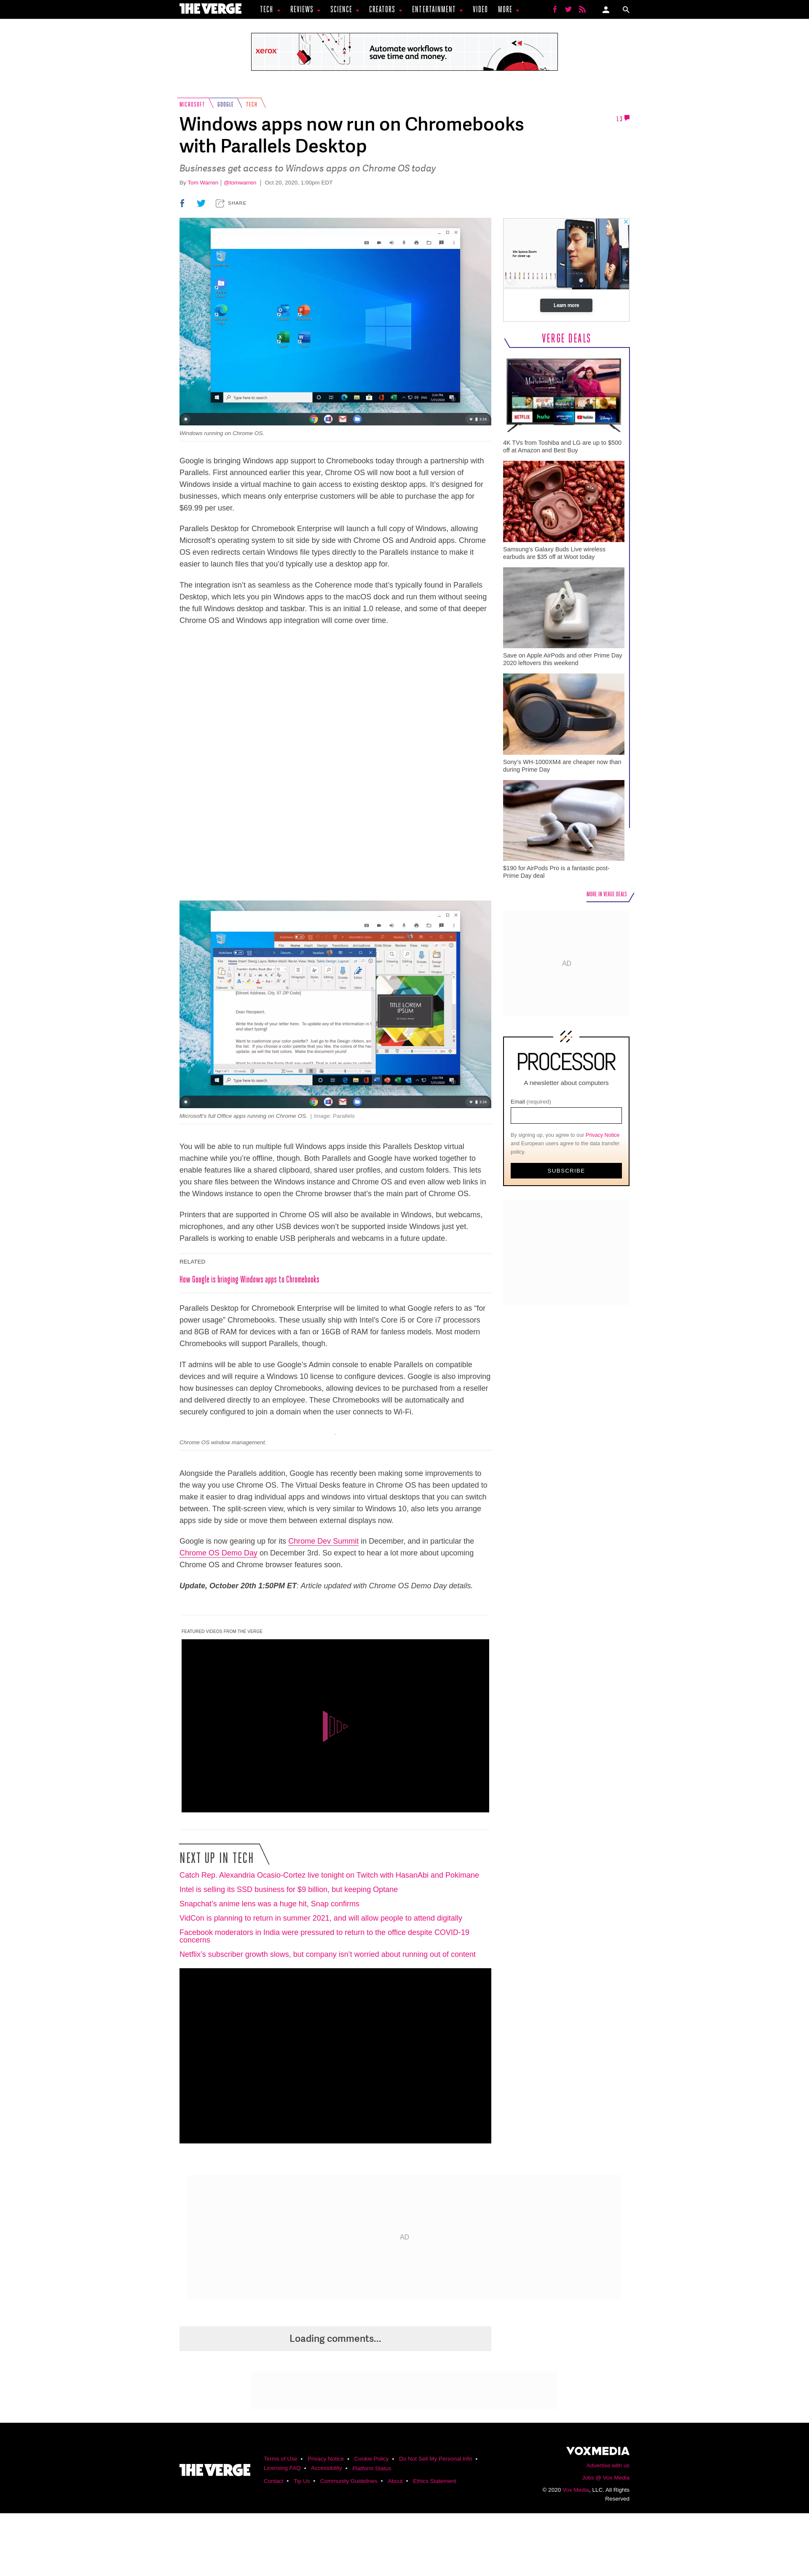 THE VERGE
TECH
REVIEWS
SCIENCE
CREATORS
ENTERTAINMENT
VIDEO
MORE
xerox
Automate workflows to
save time and money.
MICROSOFT
GOOGLE
TECH
Windows apps now run on Chromebooks
with Parallels Desktop
13
Businesses get access to Windows apps on Chrome OS today
By Tom Warren | @tomwarren | Oct 20, 2020, 1:00pm EDT
SHARE
Type here to search
Windows running on Chrome OS.
Learn more
VERGE DEALS
NETFLIX
hulu
4K TVs from Toshiba and LG are up to $500
off at Amazon and Best Buy
Samsung's Galaxy Buds Live wireless
earbuds are $35 off at Woot today
Save on Apple AirPods and other Prime Day
2020 leftovers this weekend
Sony's WH-1000XM4 are cheaper now than
during Prime Day
$190 for AirPods Pro is a fantastic post-
Prime Day deal
MORE IN VERGE DEALS
Google is bringing Windows app support to Chromebooks today through a partnership with
Parallels. First announced earlier this year, Chrome OS will now boot a full version of
Windows inside a virtual machine to gain access to existing desktop apps. It's designed for
businesses, which means only enterprise customers will be able to purchase the app for
$69.99 per user.
Parallels Desktop for Chromebook Enterprise will launch a full copy of Windows, allowing
Microsoft's operating system to sit side by side with Chrome OS and Android apps. Chrome
OS even redirects certain Windows file types directly to the Parallels instance to make it
easier to launch files that you'd typically use a desktop app for.
The integration isn't as seamless as the Coherence mode that's typically found in Parallels
Desktop, which lets you pin Windows apps to the macOS dock and run them without seeing
the full Windows desktop and taskbar. This is an initial 1.0 release, and some of that deeper
Chrome OS and Windows app integration will come over time.
AD
[Street Address, City, ST ZIP Code]
Dear Recipient,
TITLE LOREM
IPSUM
Type here to search
Microsoft's full Office apps running on Chrome OS. | Image: Parallels
PROCESSOR
A newsletter about computers
Email (required)
By signing up, you agree to our Privacy Notice
and European users agree to the data transfer
policy.
SUBSCRIBE
You will be able to run multiple full Windows apps inside this Parallels Desktop virtual
machine while you're offline, though. Both Parallels and Google have worked together to
enable features like a shared clipboard, shared user profiles, and custom folders. This lets
you share files between the Windows instance and Chrome OS and even allow web links in
the Windows instance to open the Chrome browser that's the main part of Chrome OS.
Printers that are supported in Chrome OS will also be available in Windows, but webcams,
microphones, and any other USB devices won't be supported inside Windows just yet.
Parallels is working to enable USB peripherals and webcams in a future update.
RELATED
How Google is bringing Windows apps to Chromebooks
Parallels Desktop for Chromebook Enterprise will be limited to what Google refers to as “for
power usage” Chromebooks. These usually ship with Intel's Core i5 or Core i7 processors
and 8GB of RAM for devices with a fan or 16GB of RAM for fanless models. Most modern
Chromebooks will support Parallels, though.
IT admins will be able to use Google's Admin console to enable Parallels on compatible
devices and will require a Windows 10 license to configure devices. Google is also improving
how businesses can deploy Chromebooks, allowing devices to be purchased from a reseller
and delivered directly to an employee. These Chromebooks will be automatically and
securely configured to join a domain when the user connects to Wi-Fi.
Chrome OS window management.
Alongside the Parallels addition, Google has recently been making some improvements to
the way you use Chrome OS. The Virtual Desks feature in Chrome OS has been updated to
make it easier to drag individual apps and windows into virtual desktops that you can switch
between. The split-screen view, which is very similar to Windows 10, also lets you arrange
apps side by side or move them between external displays now.
Google is now gearing up for its Chrome Dev Summit in December, and in particular the
Chrome OS Demo Day on December 3rd. So expect to hear a lot more about upcoming
Chrome OS and Chrome browser features soon.
Update, October 20th 1:50PM ET: Article updated with Chrome OS Demo Day details.
FEATURED VIDEOS FROM THE VERGE
NEXT UP IN TECH
Catch Rep. Alexandria Ocasio-Cortez live tonight on Twitch with HasanAbi and Pokimane
Intel is selling its SSD business for $9 billion, but keeping Optane
Snapchat's anime lens was a huge hit, Snap confirms
VidCon is planning to return in summer 2021, and will allow people to attend digitally
Facebook moderators in India were pressured to return to the office despite COVID-19
concerns
Netflix's subscriber growth slows, but company isn't worried about running out of content
AD
Loading comments...
THE VERGE
Terms of Use • Privacy Notice • Cookie Policy • Do Not Sell My Personal Info •
Licensing FAQ • Accessibility • Platform Status
Contact • Tip Us • Community Guidelines • About • Ethics Statement
VOXMEDIA
Advertise with us
Jobs @ Vox Media
© 2020 Vox Media, LLC. All Rights
Reserved